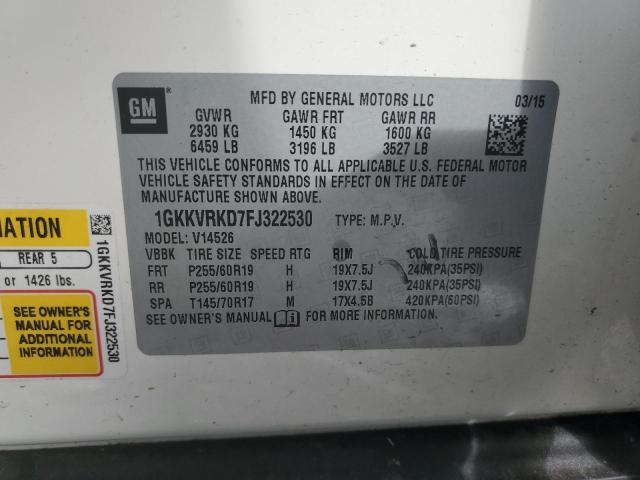 GM
MFD BY GENERAL MOTORS LLC 03/15
GVWR GAWR FRT GAWR RR
2930 KG 1450 KG 1600 KG
6459 LB 3196 LB 3527 LB
THIS VEHICLE CONFORMS TO ALL APPLICABLE U.S. FEDERAL MOTOR
VEHICLE SAFETY STANDARDS IN EFFECT ON THE DATE OF
MANUFACTURE SHOWN ABOVE.
1GKKVRKD7FJ322530 TYPE: M.P.V.
MODEL: V14526
VBBK TIRE SIZE SPEED RTG RIM COLD TIRE PRESSURE
FRT P255/60R19 H 19X7.5J 240KPA(35PSI)
RR P255/60R19 H 19X7.5J 240KPA(35PSI)
SPA T145/70R17 M 17X4.5B 420KPA(60PSI)
SEE OWNER'S MANUAL FOR MORE INFORMATION.
MATION
REAR 5
or 1426 lbs.
SEE OWNER'S
MANUAL FOR
ADDITIONAL
INFORMATION
1GKKVRKD7FJ322530